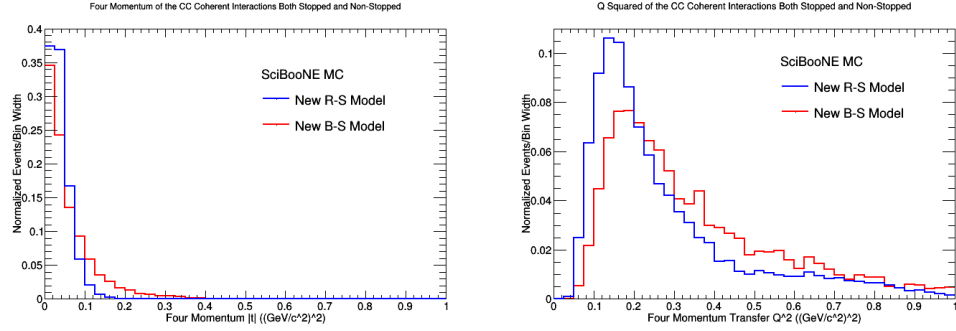 Four Momentum of the CC Coherent Interactions Both Stopped and Non-Stopped
Normalized Events/Bin Width
0.4
0.35
0.3
0.25
0.2
0.15
0.1
0.05
0
SciBooNE MC
New R-S Model
New B-S Model
0 0.1 0.2 0.3 0.4 0.5 0.6 0.7 0.8 0.9 1
Four Momentum |t| ((GeV/c^2)^2)
Q Squared of the CC Coherent Interactions Both Stopped and Non-Stopped
Normalized Events/Bin Width
0.1
0.08
0.06
0.04
0.02
0
SciBooNE MC
New R-S Model
New B-S Model
0 0.1 0.2 0.3 0.4 0.5 0.6 0.7 0.8 0.9 1
Four Momentum Transfer Q^2 ((GeV/c^2)^2)